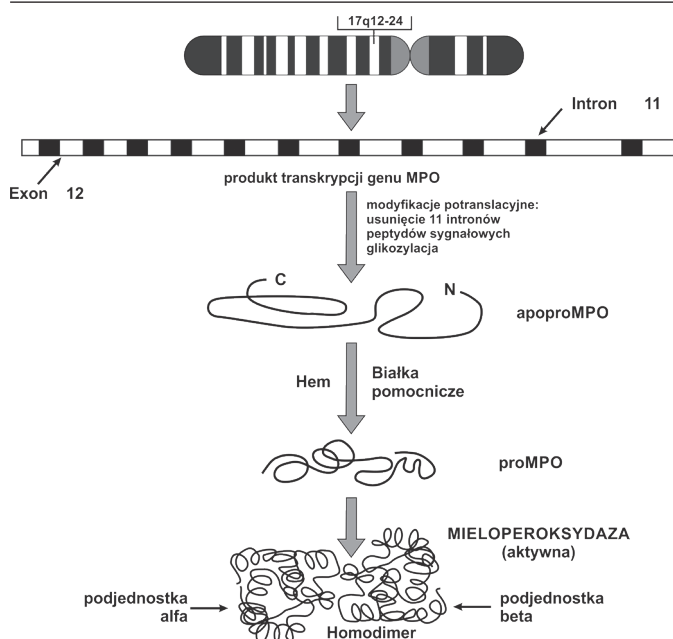 17q12-24
Intron 11
Exon 12
produkt transkrypcji genu MPO
modyfikacje potranslacyjne:
usunięcie 11 intronów
peptydów sygnałowych
glikozylacja
C
N
apoproMPO
Hem
Białka
pomocnicze
proMPO
MIELOPEROKSYDAZA
(aktywna)
podjednostka
alfa
podjednostka
beta
Homodimer